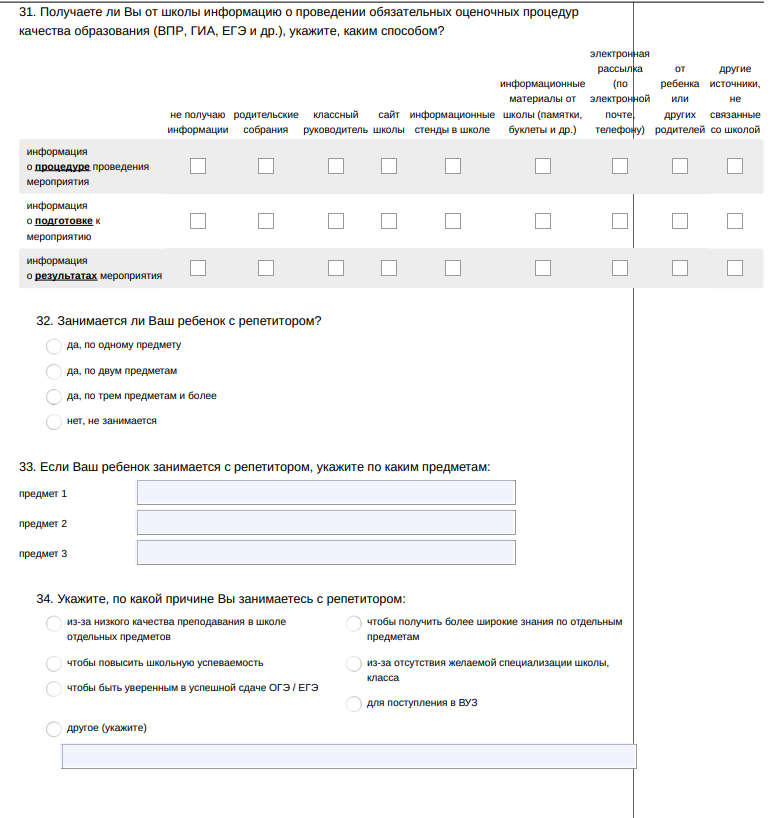 31. Получаете ли Вы от школы информацию о проведении обязательных оценочных процедур
качества образования (ВПР, ГИА, ЕГЭ и др.), укажите, каким способом?
не получаю информации
родительские собрания
классный руководитель
сайт школы
информационные стенды в школе
информационные материалы от школы (памятки, буклеты и др.)
электронная рассылка (по электронной почте, телефону)
от ребенка или других родителей
другие источники, не связанные со школой
информация
о процедуре проведения
мероприятия
информация
о подготовке к
мероприятию
информация
о результатах мероприятия
32. Занимается ли Ваш ребенок с репетитором?
да, по одному предмету
да, по двум предметам
да, по трем предметам и более
нет, не занимается
33. Если Ваш ребенок занимается с репетитором, укажите по каким предметам:
предмет 1
предмет 2
предмет 3
34. Укажите, по какой причине Вы занимаетесь с репетитором:
из-за низкого качества преподавания в школе
отдельных предметов
чтобы повысить школьную успеваемость
чтобы быть уверенным в успешной сдаче ОГЭ / ЕГЭ
чтобы получить более широкие знания по отдельным
предметам
из-за отсутствия желаемой специализации школы,
класса
для поступления в ВУЗ
другое (укажите)